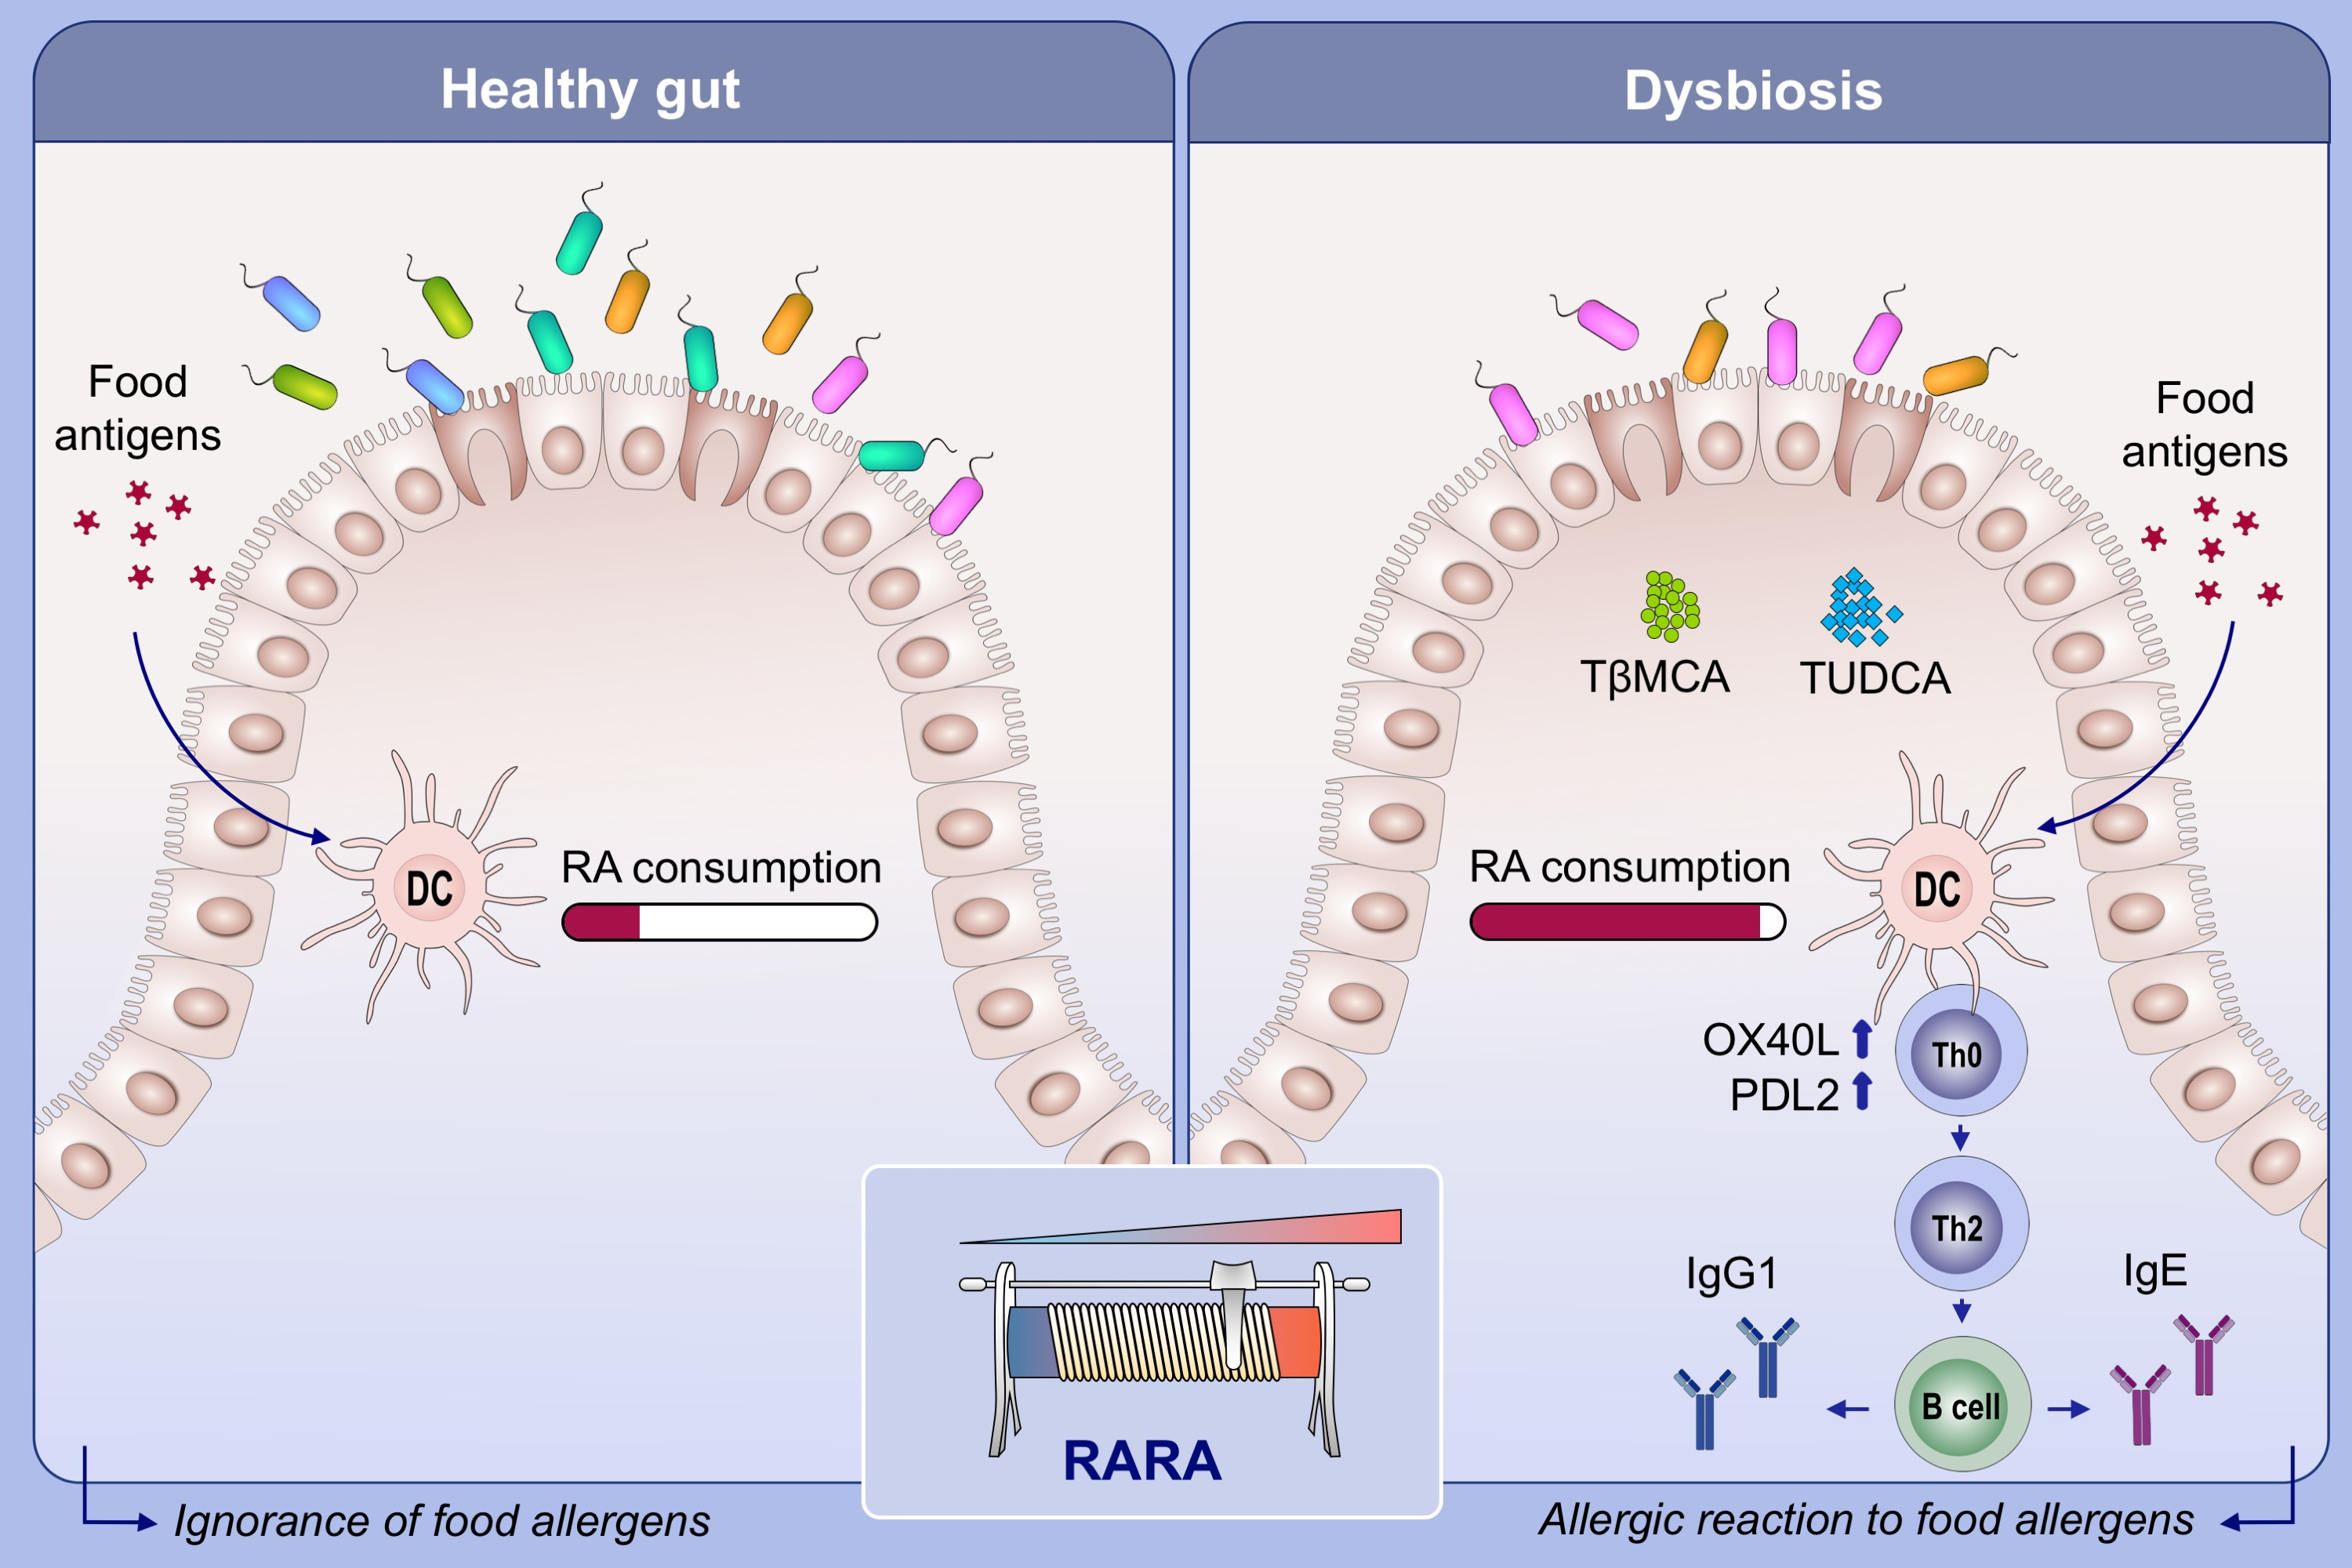 Healthy gut
Food
antigens
DC
RA consumption
Ignorance of food allergens
RARA
Dysbiosis
Food
antigens
TβMCA
TUDCA
RA consumption
DC
OX40L
PDL2
Th0
Th2
IgG1
IgE
B cell
Allergic reaction to food allergens